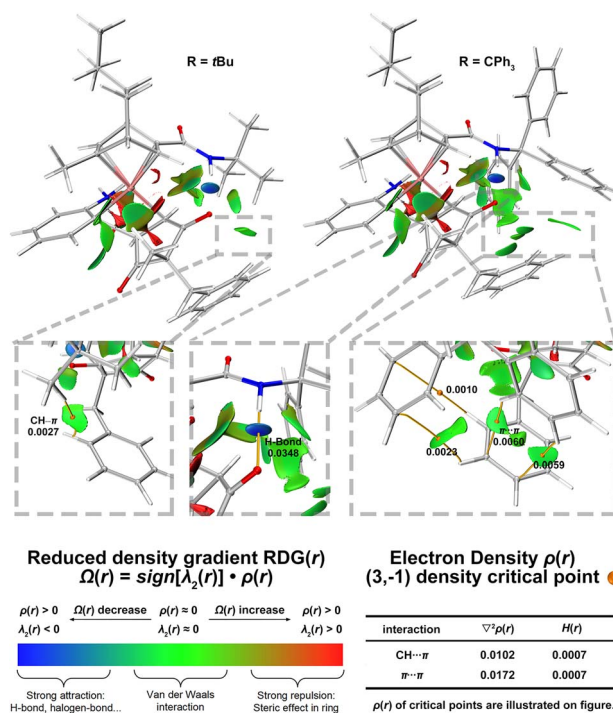 R = tBu
R = CPh₃
CH···π
0.0027
H-Bond
0.0348
0.0010
π···π
0.0060
0.0023
0.0059
Reduced density gradient RDG(r)
Ω(r) = sign[λ₂(r)] • ρ(r)
ρ(r) > 0 Ω(r) decrease ρ(r) ≈ 0 Ω(r) increase ρ(r) > 0
λ₂(r) < 0 λ₂(r) ≈ 0 λ₂(r) > 0
Strong attraction: Van der Waals Strong repulsion:
H-bond, halogen-bond... interaction Steric effect in ring
Electron Density ρ(r)
(3,-1) density critical point
interaction ▽²ρ(r) H(r)
CH···π 0.0102 0.0007
π···π 0.0172 0.0007
ρ(r) of critical points are illustrated on figure